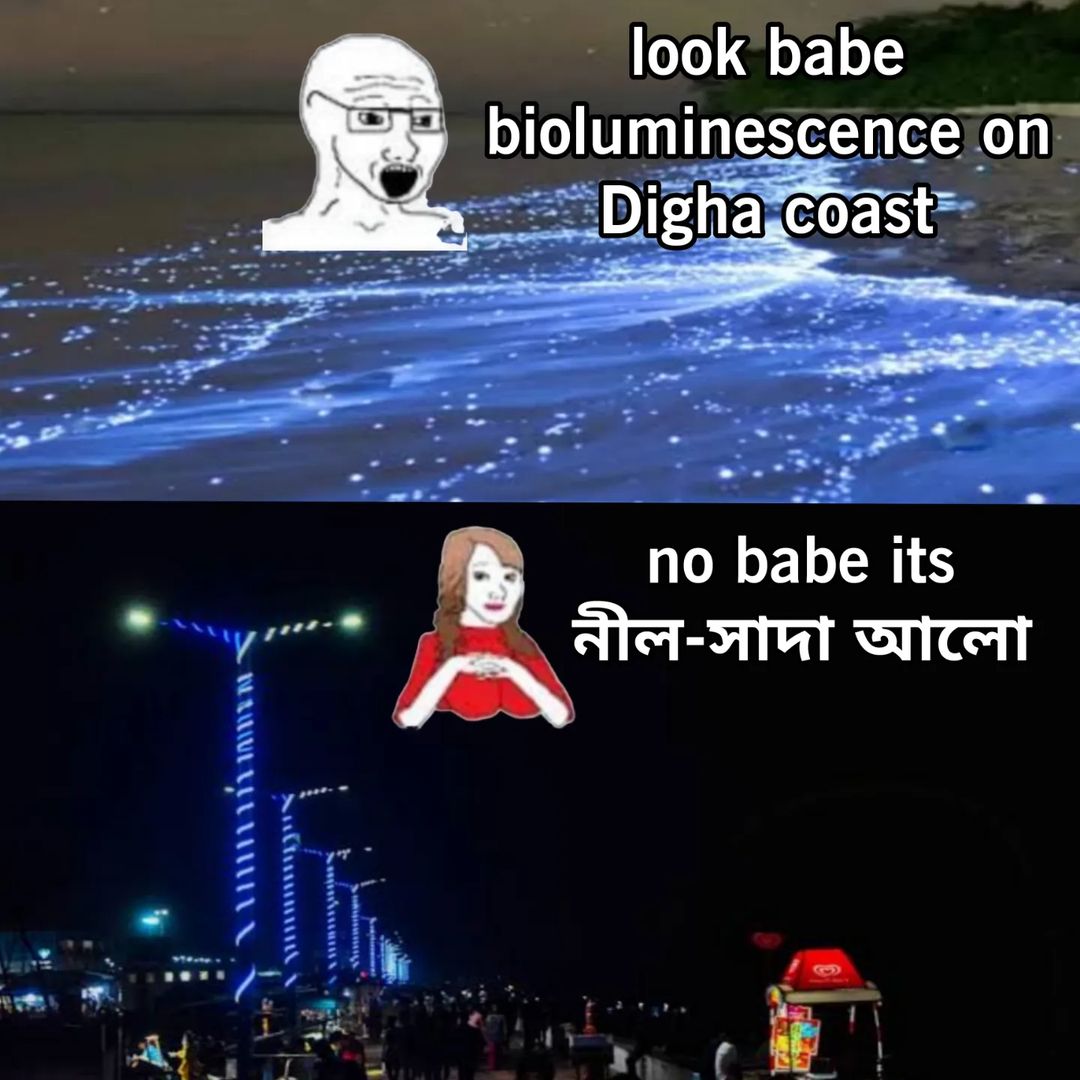 look babe
bioluminescence on
Digha coast
no babe its
নীল-সাদা আলো